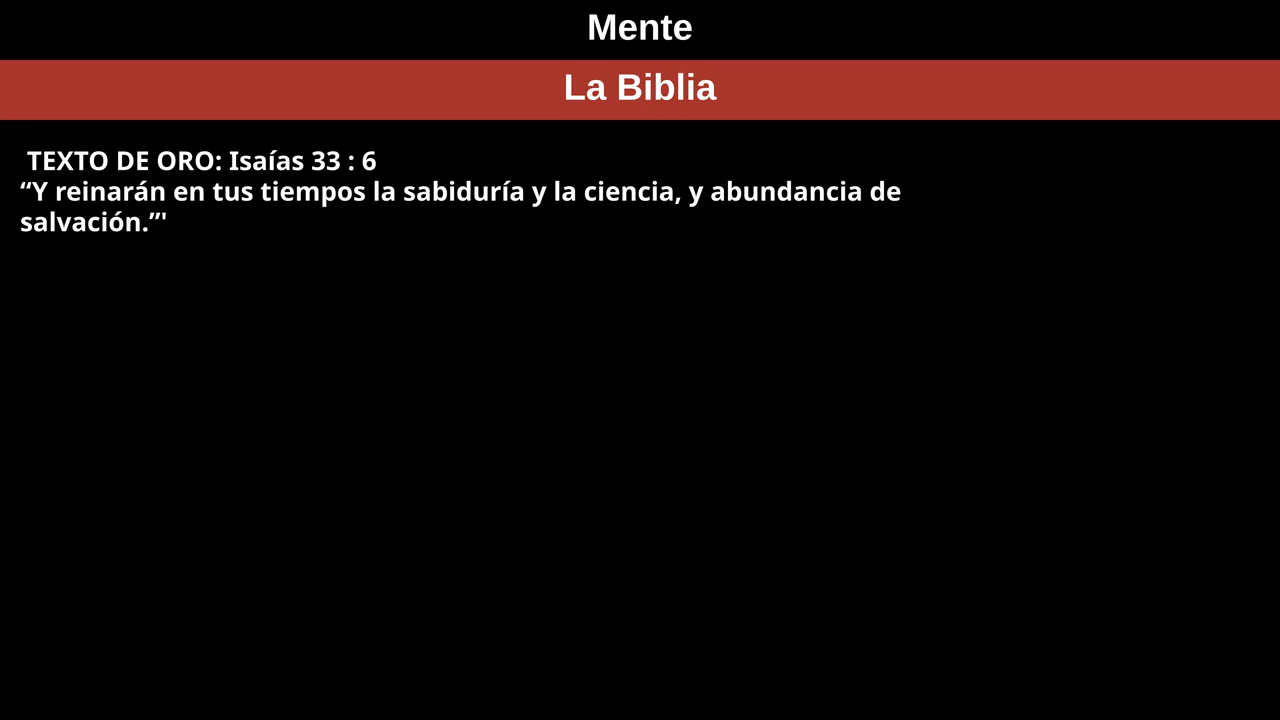 Mente
La Biblia
TEXTO DE ORO: Isaías 33 : 6
“Y reinarán en tus tiempos la sabiduría y la ciencia, y abundancia de
salvación.”'